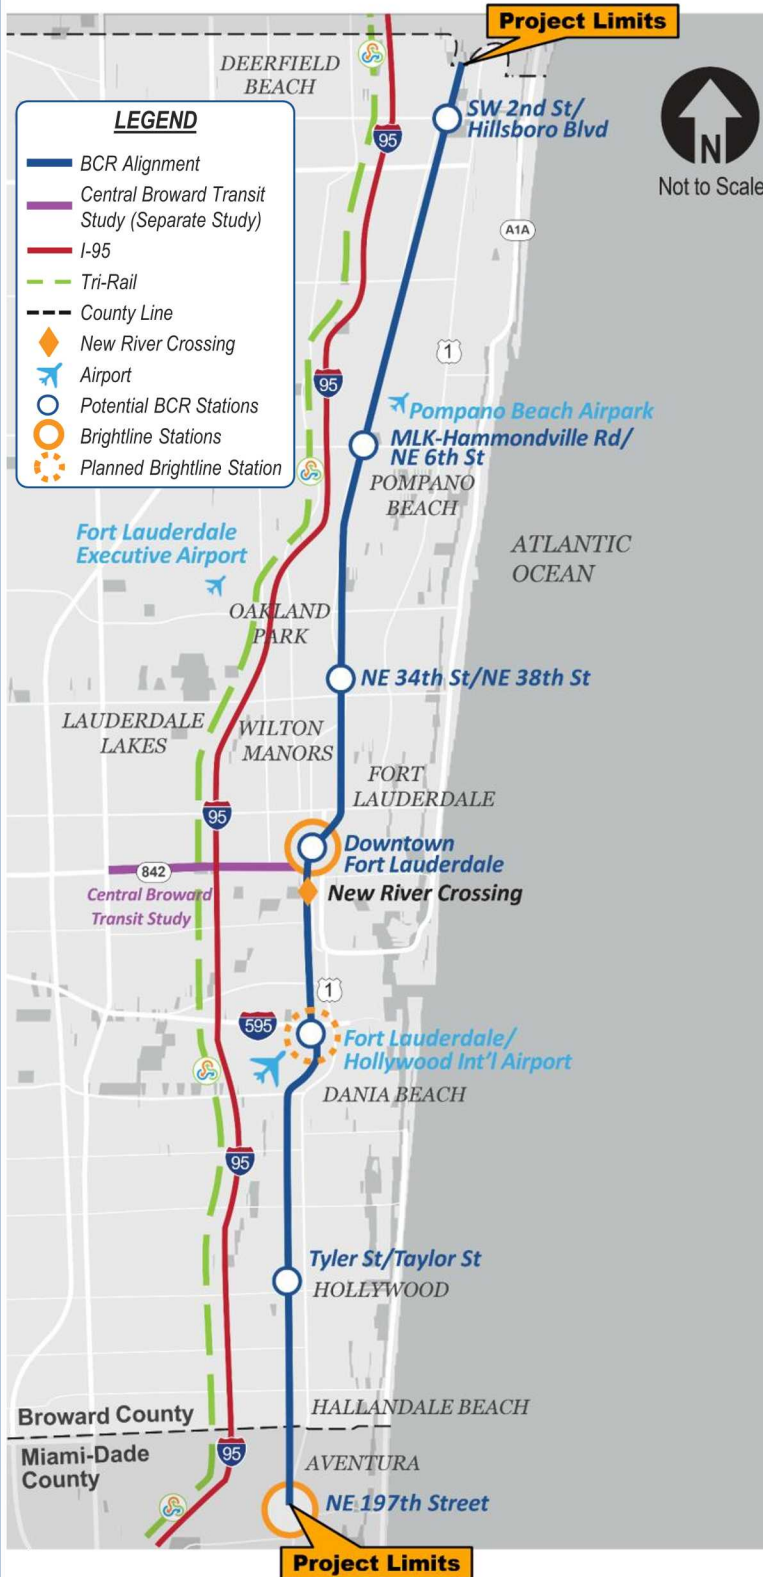 Project Limits
DEERFIELD
BEACH
SW 2nd St/
Hillsboro Blvd
N
Not to Scale
LEGEND
BCR Alignment
Central Broward Transit
Study (Separate Study)
I-95
Tri-Rail
County Line
New River Crossing
Airport
Potential BCR Stations
Brightline Stations
Planned Brightline Station
95
A1A
1
95
Pompano Beach Airpark
MLK-Hammondville Rd/
NE 6th St
POMPANO
BEACH
Fort Lauderdale
Executive Airport
ATLANTIC
OCEAN
OAKLAND
PARK
NE 34th St/NE 38th St
LAUDERDALE
LAKES
WILTON
MANORS
FORT
LAUDERDALE
95
Downtown
Fort Lauderdale
842
Central Broward
Transit Study
New River Crossing
1
595
Fort Lauderdale/
Hollywood Int'l Airport
DANIA BEACH
95
Tyler St/Taylor St
HOLLYWOOD
HALLANDALE BEACH
Broward County
Miami-Dade
County
95
AVENTURA
NE 197th Street
Project Limits